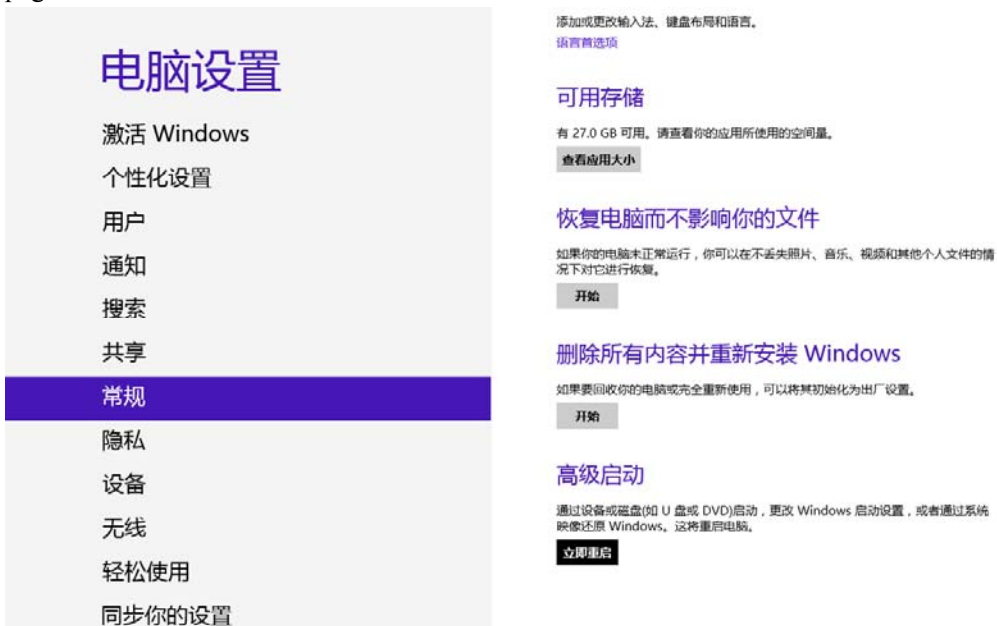 电脑设置
激活 Windows
个性化设置
用户
通知
搜索
共享
常规
隐私
设备
无线
轻松使用
同步你的设置
添加或更改输入法、键盘布局和语言。
语言首选项
可用存储
有 27.0 GB 可用。请查看你的应用所使用的空间量。
查看应用大小
恢复电脑而不影响你的文件
如果你的电脑未正常运行，你可以在不丢失照片、音乐、视频和其他个人文件的情
况下对它进行恢复。
开始
删除所有内容并重新安装 Windows
如果要回收你的电脑或完全重新使用，可以将其初始化为出厂设置。
开始
高级启动
通过设备或磁盘(如 U 盘或 DVD)启动，更改 Windows 启动设置，或者通过系统
映像还原 Windows。这将重启电脑。
立即重启